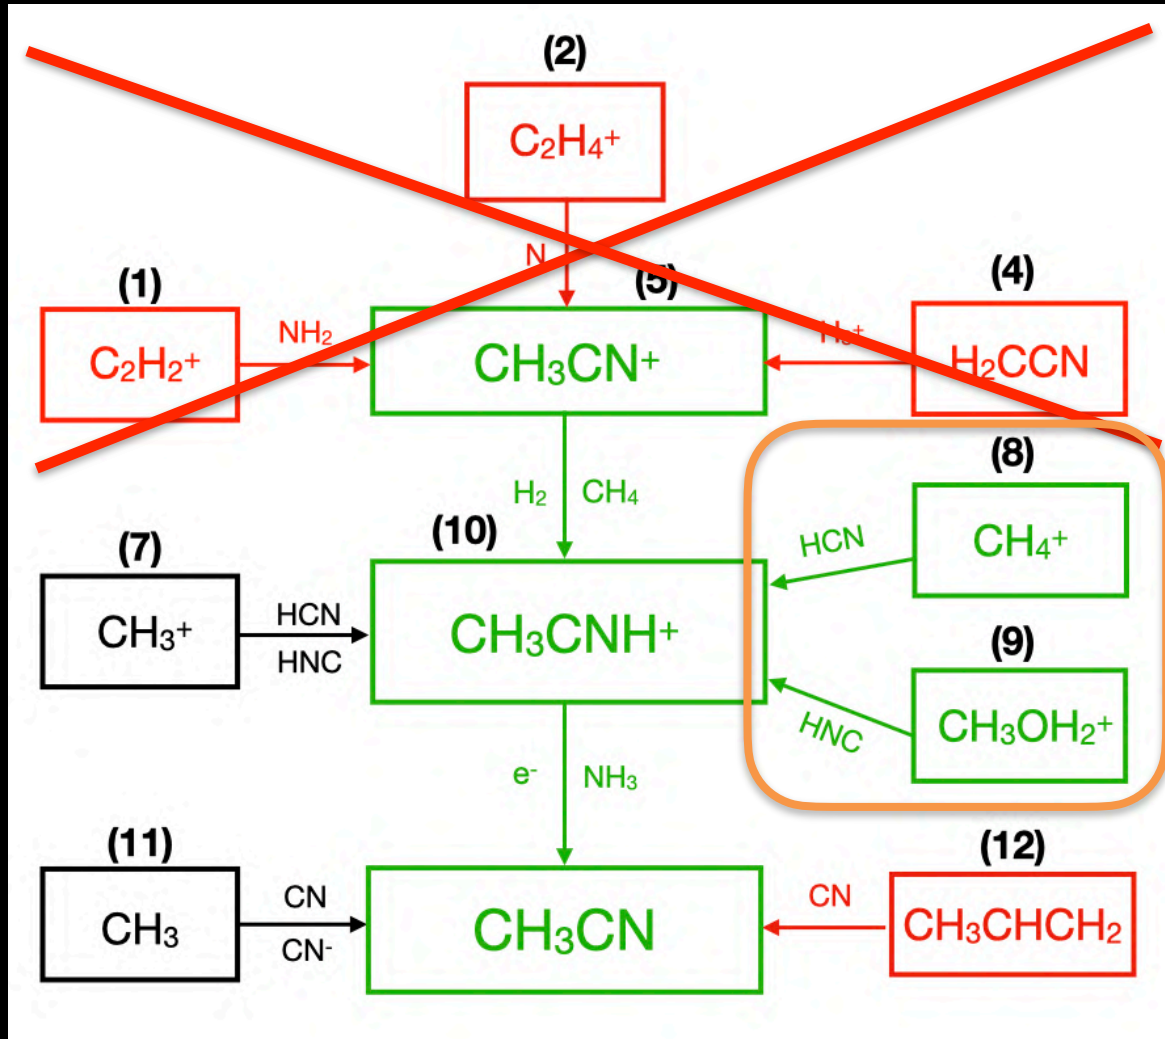 (2)
C₂H₄⁺
N
(1)
(5)
(4)
C₂H₂⁺
NH₂
CH₃CN⁺
H₃⁺
H₂CCN
(8)
H₂ CH₄
HCN
CH₄⁺
(7)
(10)
CH₃⁺
HCN
HNC
CH₃CNH⁺
(9)
HNC
CH₃OH₂⁺
e⁻ NH₃
(11)
(12)
CH₃
CN
CN⁻
CH₃CN
CN
CH₃CHCH₂